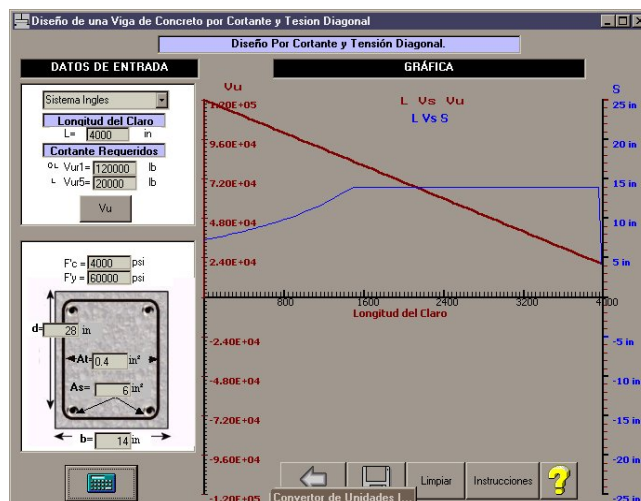 Diseño de una Viga de Concreto por Cortante y Tesion Diagonal
Diseño Por Cortante y Tensión Diagonal.
DATOS DE ENTRADA
GRÁFICA
Sistema Ingles
Longitud del Claro
L= 4000 in
Cortante Requeridos
0L Vur1= 120000 lb
L Vur5= 20000 lb
Vu
F'c = 4000 psi
F'y = 60000 psi
d= 28 in
At= 0.4 in²
As= 6 in²
b= 14 in
Vu
S
L Vs Vu
L Vs S
1.20E+05
9.60E+04
7.20E+04
4.80E+04
2.40E+04
-2.40E+04
-4.80E+04
-7.20E+04
-9.60E+04
-1.20E+05
25 in
20 in
15 in
10 in
5 in
-5 in
-10 in
-15 in
-20 in
-25 in
800
1600
2400
3200
Longitud del Claro
Limpiar
Instrucciones
?
Convertor de Unidades I...